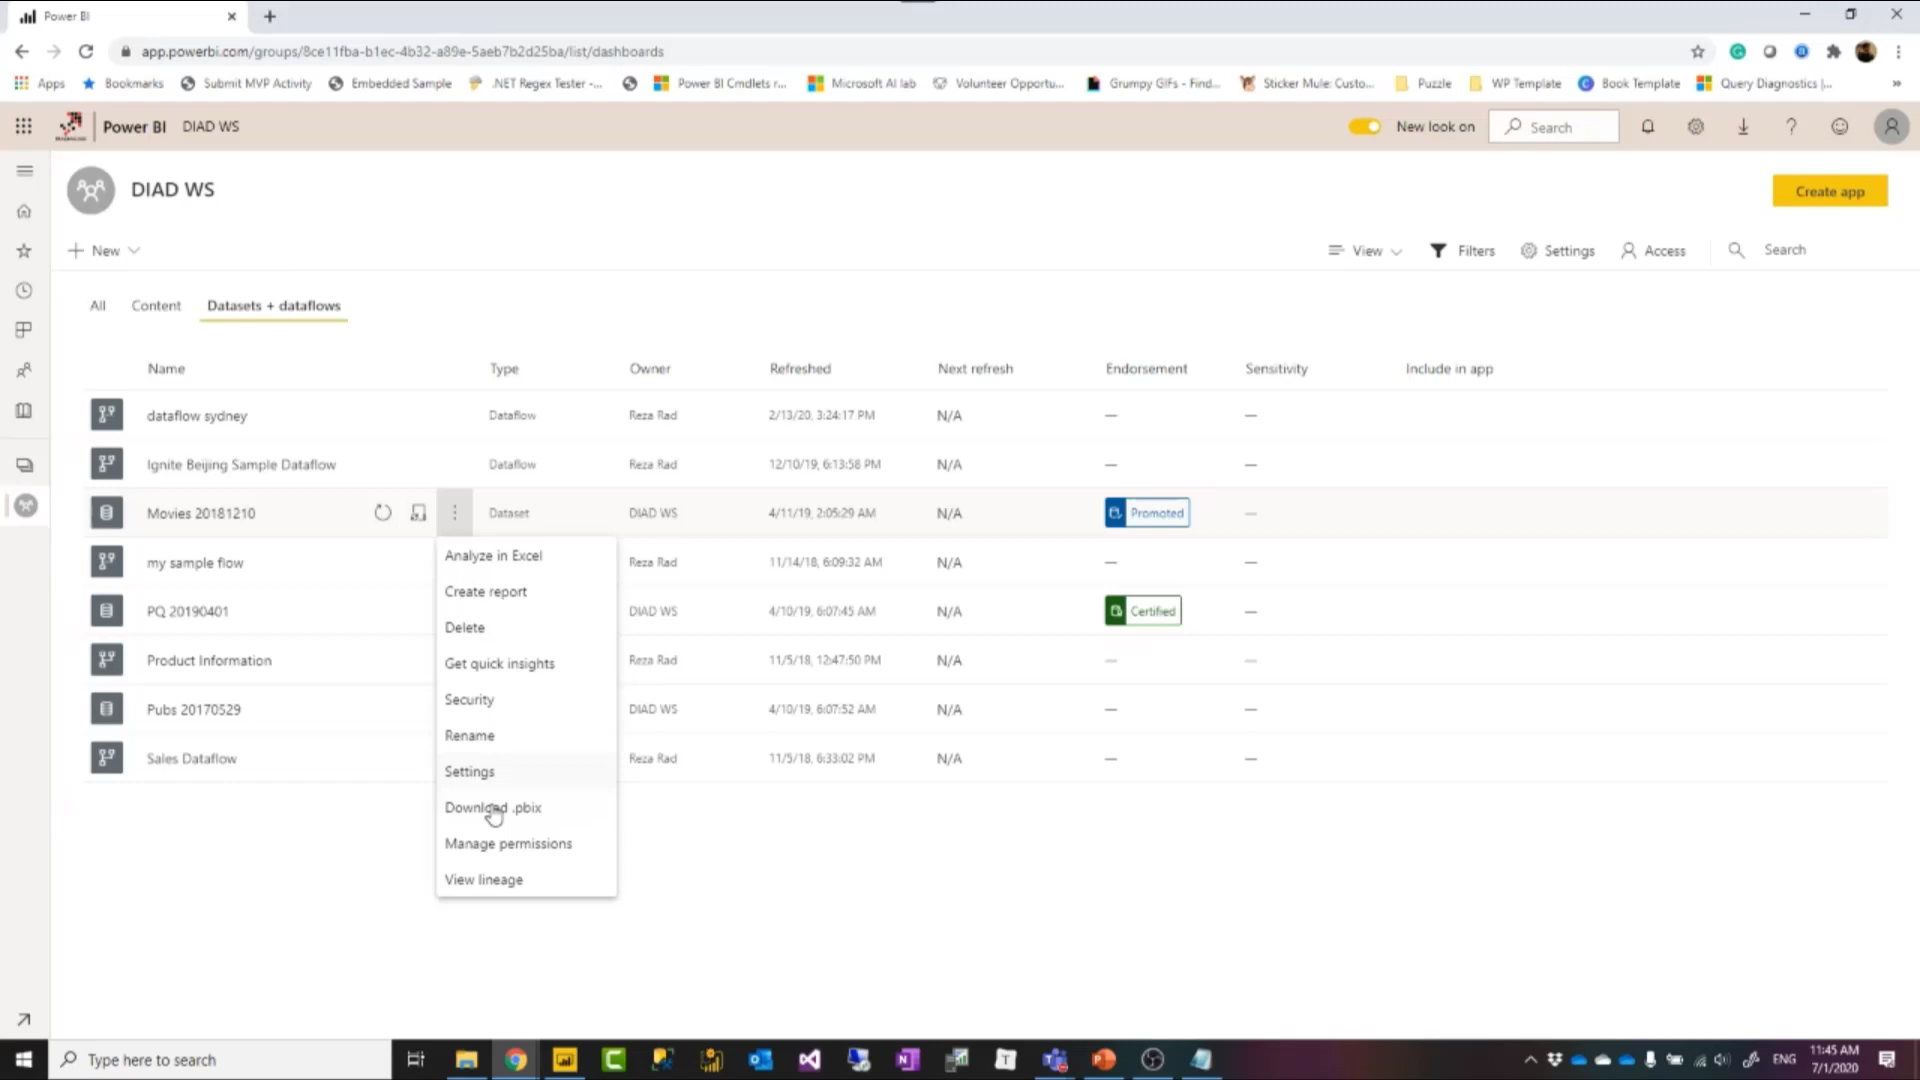 Power BI
app.powerbi.com/groups/8ce11fba-b1ec-4b32-a89e-5aeb7b2d25ba/list/dashboards
Apps Bookmarks Submit MVP Activity Embedded Sample .NET Regex Tester -... Power BI Cmdlets r... Microsoft AI lab Volunteer Opportu... Grumpy GIFs - Find... Sticker Mule: Custo... Puzzle WP Template Book Template Query Diagnostics |... »
Power BI DIAD WS New look on Search
DIAD WS Create app
New View Filters Settings Access Search
All Content Datasets + dataflows
Name Type Owner Refreshed Next refresh Endorsement Sensitivity Include in app
dataflow sydney Dataflow Reza Rad 2/13/20, 3:24:17 PM N/A — —
Ignite Beijing Sample Dataflow Dataflow Reza Rad 12/10/19, 6:13:58 PM N/A — —
Movies 20181210 Dataset DIAD WS 4/11/19, 2:05:29 AM N/A Promoted —
my sample flow Reza Rad 11/14/18, 6:09:32 AM N/A — —
PQ 20190401 DIAD WS 4/10/19, 6:07:45 AM N/A Certified —
Product Information Reza Rad 11/5/18, 12:47:50 PM N/A — —
Pubs 20170529 DIAD WS 4/10/19, 6:07:52 AM N/A — —
Sales Dataflow Reza Rad 11/5/18, 6:33:02 PM N/A — —
Analyze in Excel
Create report
Delete
Get quick insights
Security
Rename
Settings
Download .pbix
Manage permissions
View lineage
Type here to search ENG 11:45 AM
7/1/2020